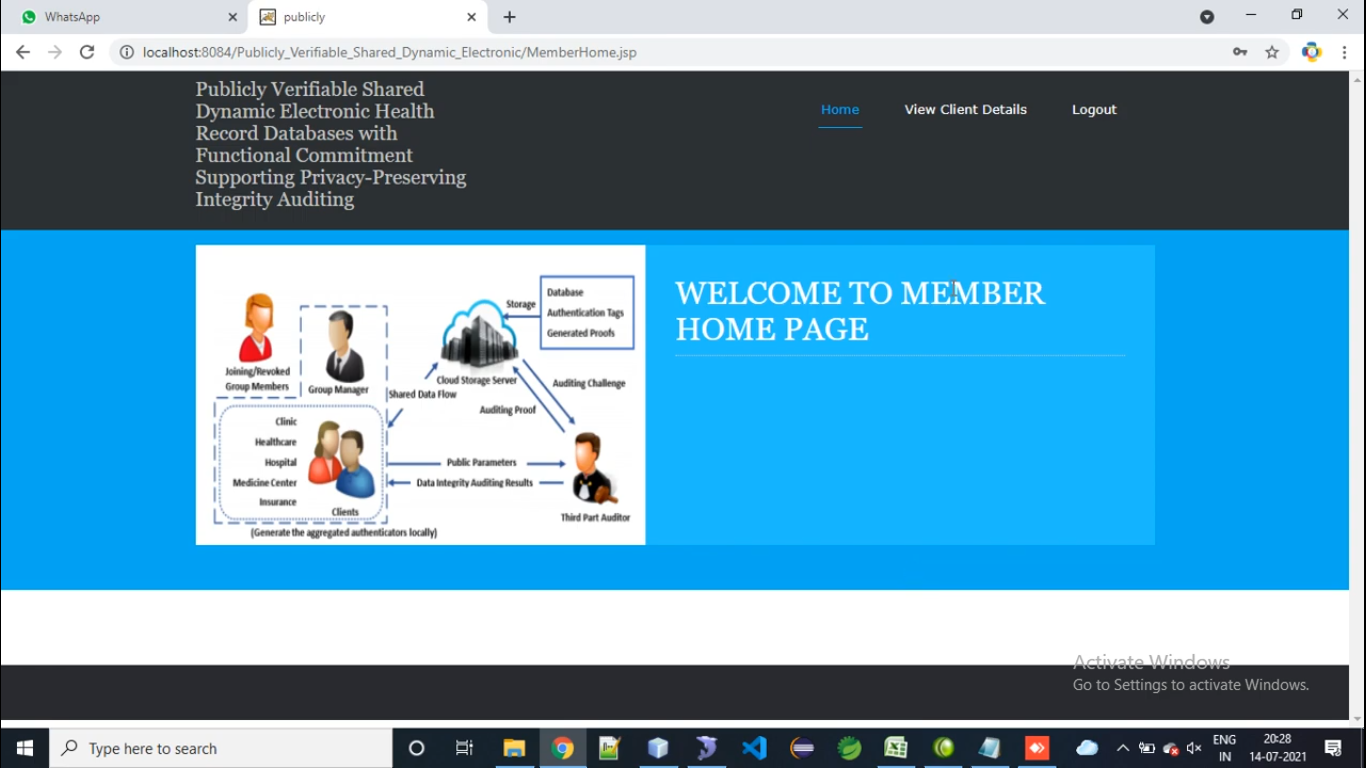 WhatsApp
publicly
localhost:8084/Publicly_Verifiable_Shared_Dynamic_Electronic/MemberHome.jsp
Publicly Verifiable Shared
Dynamic Electronic Health
Record Databases with
Functional Commitment
Supporting Privacy-Preserving
Integrity Auditing
Home
View Client Details
Logout
Joining/Revoked
Group Members
Group Manager
Shared Data Flow
Cloud Storage Server
Storage
Database
Authentication Tags
Generated Proofs
Auditing Challenge
Auditing Proof
Clinic
Healthcare
Hospital
Medicine Center
Insurance
Clients
Public Parameters
Data Integrity Auditing Results
Third Part Auditor
(Generate the aggregated authenticators locally)
WELCOME TO MEMBER
HOME PAGE
Activate Windows
Go to Settings to activate Windows.
Type here to search
ENG
IN
20:28
14-07-2021